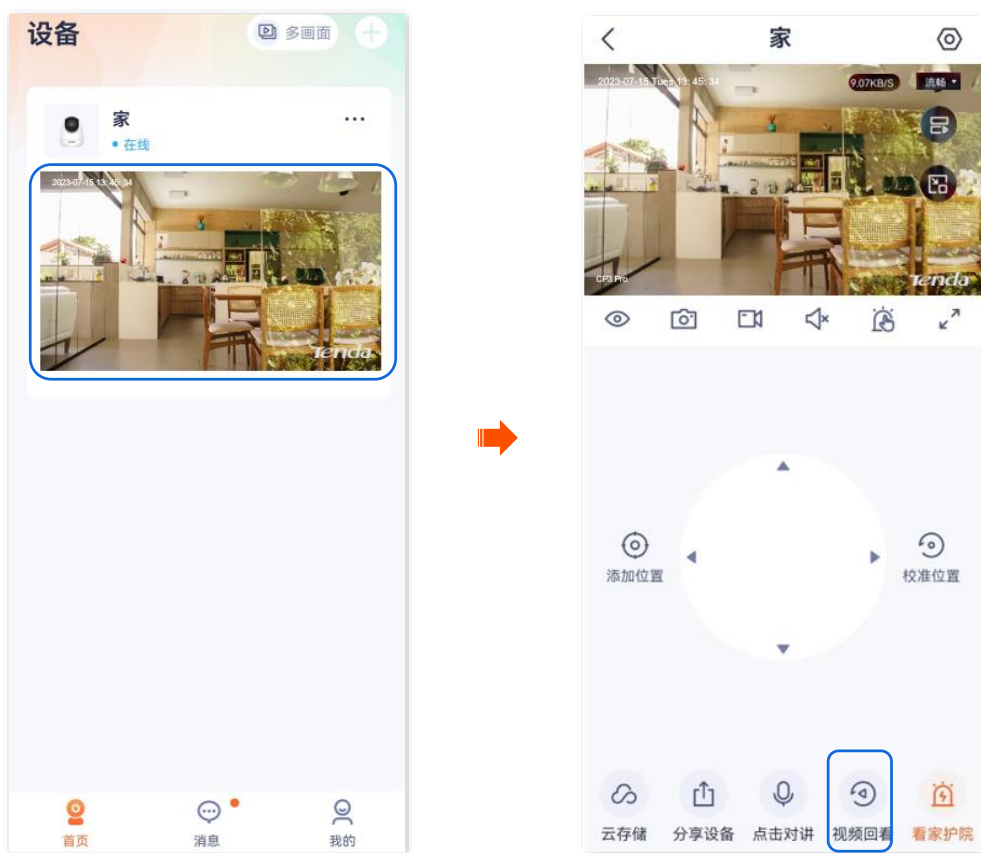 设备
多画面
家
在线
2023-07-15 13:45:34
Tenda
首页
消息
我的
家
2023-07-15 Tues 13:45:34
9.07KB/S
流畅
CP3 Pro
Tenda
添加位置
校准位置
云存储
分享设备
点击对讲
视频回看
看家护院